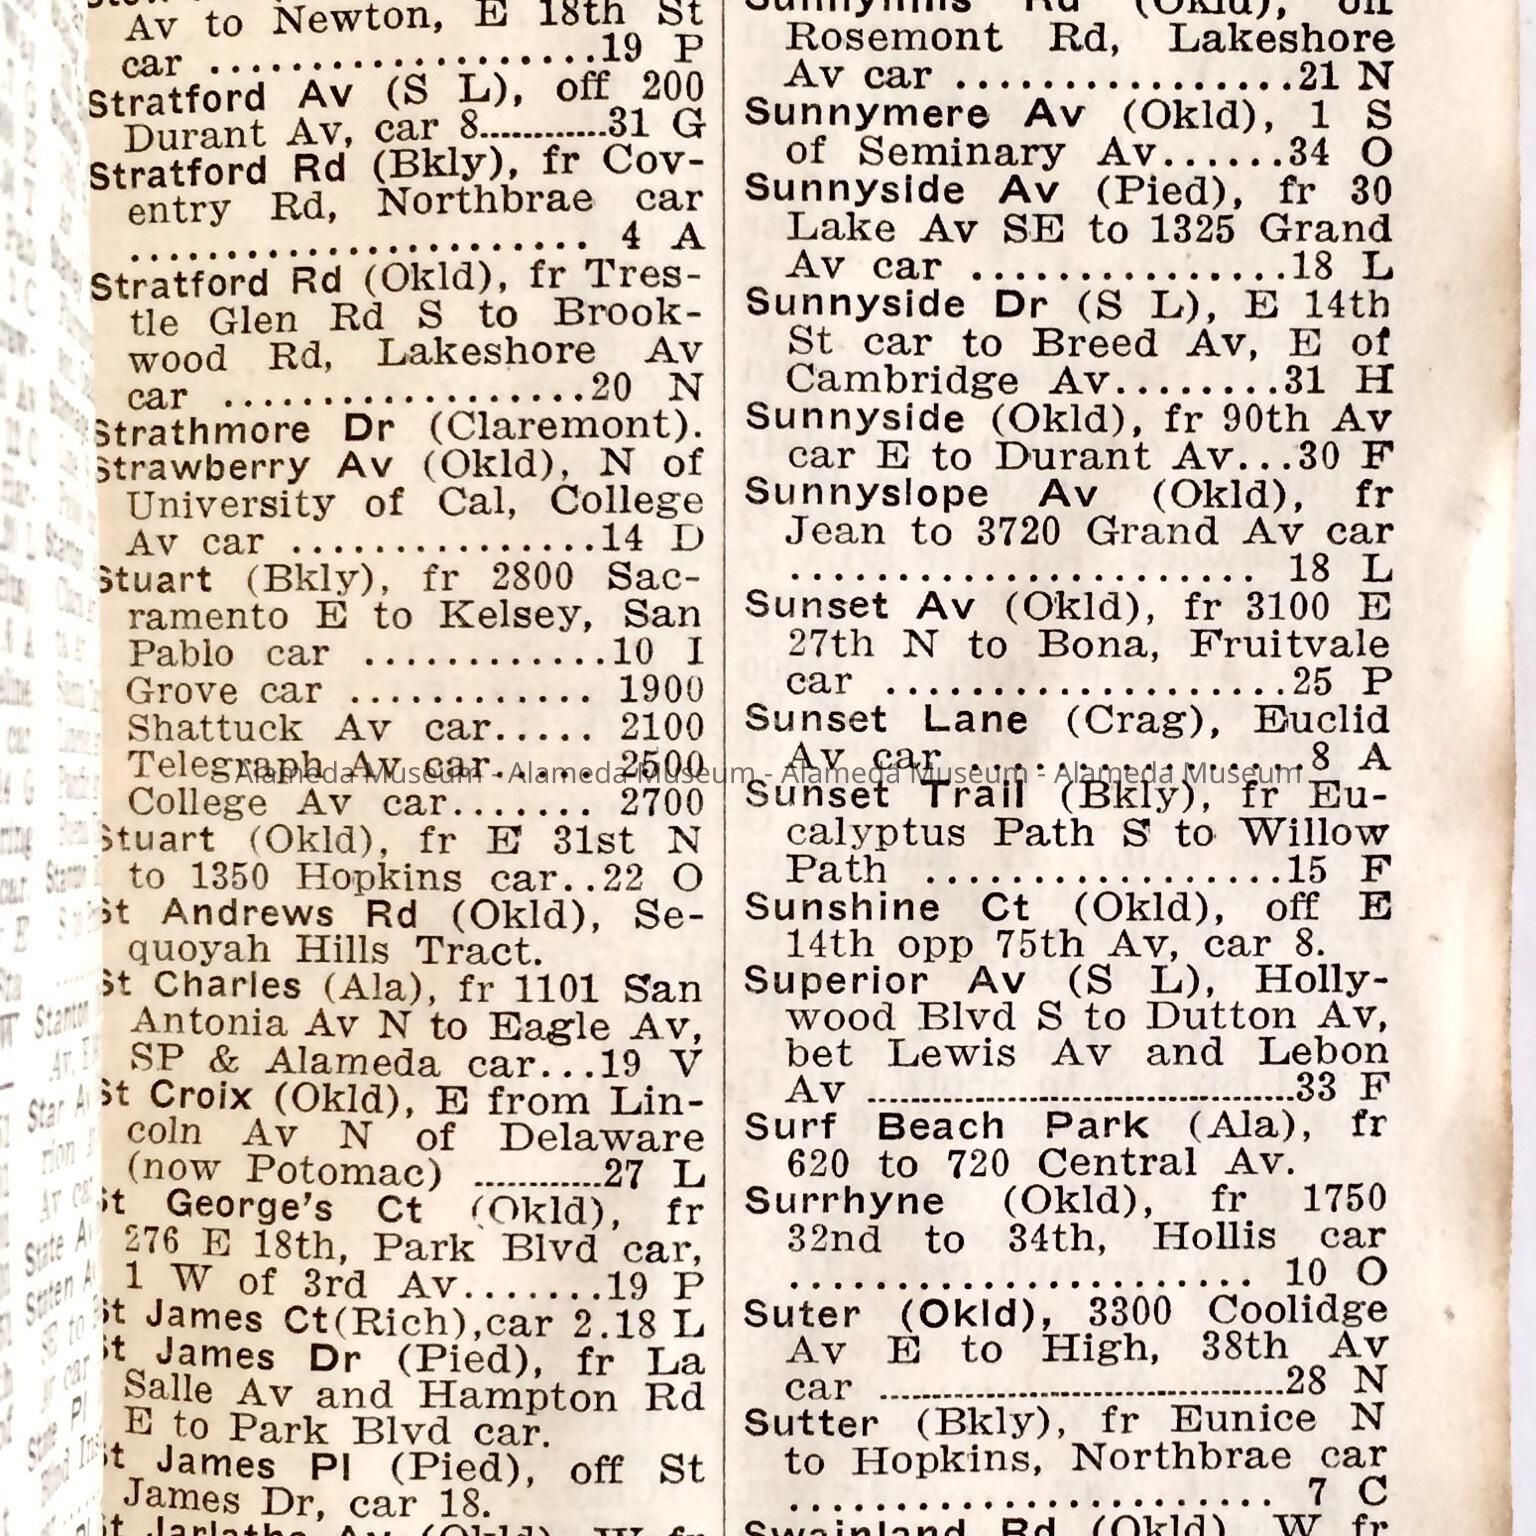 Av to Newton, E 18th St
car ....................19 P
Stratford Av (S L), off 200
Durant Av, car 8............31 G
Stratford Rd (Bkly), fr Cov-
entry Rd, Northbrae car
...................... 4 A
Stratford Rd (Okld), fr Tres-
tle Glen Rd S to Brook-
wood Rd, Lakeshore Av
car ...................20 N
Strathmore Dr (Claremont).
Strawberry Av (Okld), N of
University of Cal, College
Av car ................14 D
Stuart (Bkly), fr 2800 Sac-
ramento E to Kelsey, San
Pablo car .............10 I
Grove car ............. 1900
Shattuck Av car..... 2100
Telegraph Av car..... 2500
College Av car....... 2700
Stuart (Okld), fr E 31st N
to 1350 Hopkins car..22 O
St Andrews Rd (Okld), Se-
quoyah Hills Tract.
St Charles (Ala), fr 1101 San
Antonia Av N to Eagle Av,
SP & Alameda car...19 V
St Croix (Okld), E from Lin-
coln Av N of Delaware
(now Potomac) ............27 L
St George's Ct (Okld), fr
276 E 18th, Park Blvd car,
1 W of 3rd Av.......19 P
St James Ct(Rich),car 2.18 L
St James Dr (Pied), fr La
Salle Av and Hampton Rd
E to Park Blvd car.
St James Pl (Pied), off St
James Dr, car 18.
St Jarlaths Av (Okld), W fr
Sunnyhills Rd (Okld), off
Rosemont Rd, Lakeshore
Av car .................21 N
Sunnymere Av (Okld), 1 S
of Seminary Av......34 O
Sunnyside Av (Pied), fr 30
Lake Av SE to 1325 Grand
Av car ................18 L
Sunnyside Dr (S L), E 14th
St car to Breed Av, E of
Cambridge Av........31 H
Sunnyside (Okld), fr 90th Av
car E to Durant Av...30 F
Sunnyslope Av (Okld), fr
Jean to 3720 Grand Av car
....................... 18 L
Sunset Av (Okld), fr 3100 E
27th N to Bona, Fruitvale
car ....................25 P
Sunset Lane (Crag), Euclid
Av car .................8 A
Sunset Trail (Bkly), fr Eu-
calyptus Path S to Willow
Path ..................15 F
Sunshine Ct (Okld), off E
14th opp 75th Av, car 8.
Superior Av (S L), Holly-
wood Blvd S to Dutton Av,
bet Lewis Av and Lebon
Av ........................................33 F
Surf Beach Park (Ala), fr
620 to 720 Central Av.
Surrhyne (Okld), fr 1750
32nd to 34th, Hollis car
....................... 10 O
Suter (Okld), 3300 Coolidge
Av E to High, 38th Av
car ......................................28 N
Sutter (Bkly), fr Eunice N
to Hopkins, Northbrae car
........................ 7 C
Swainland Rd (Okld), W fr
Alameda Museum - Alameda Museum - Alameda Museum - Alameda Museum